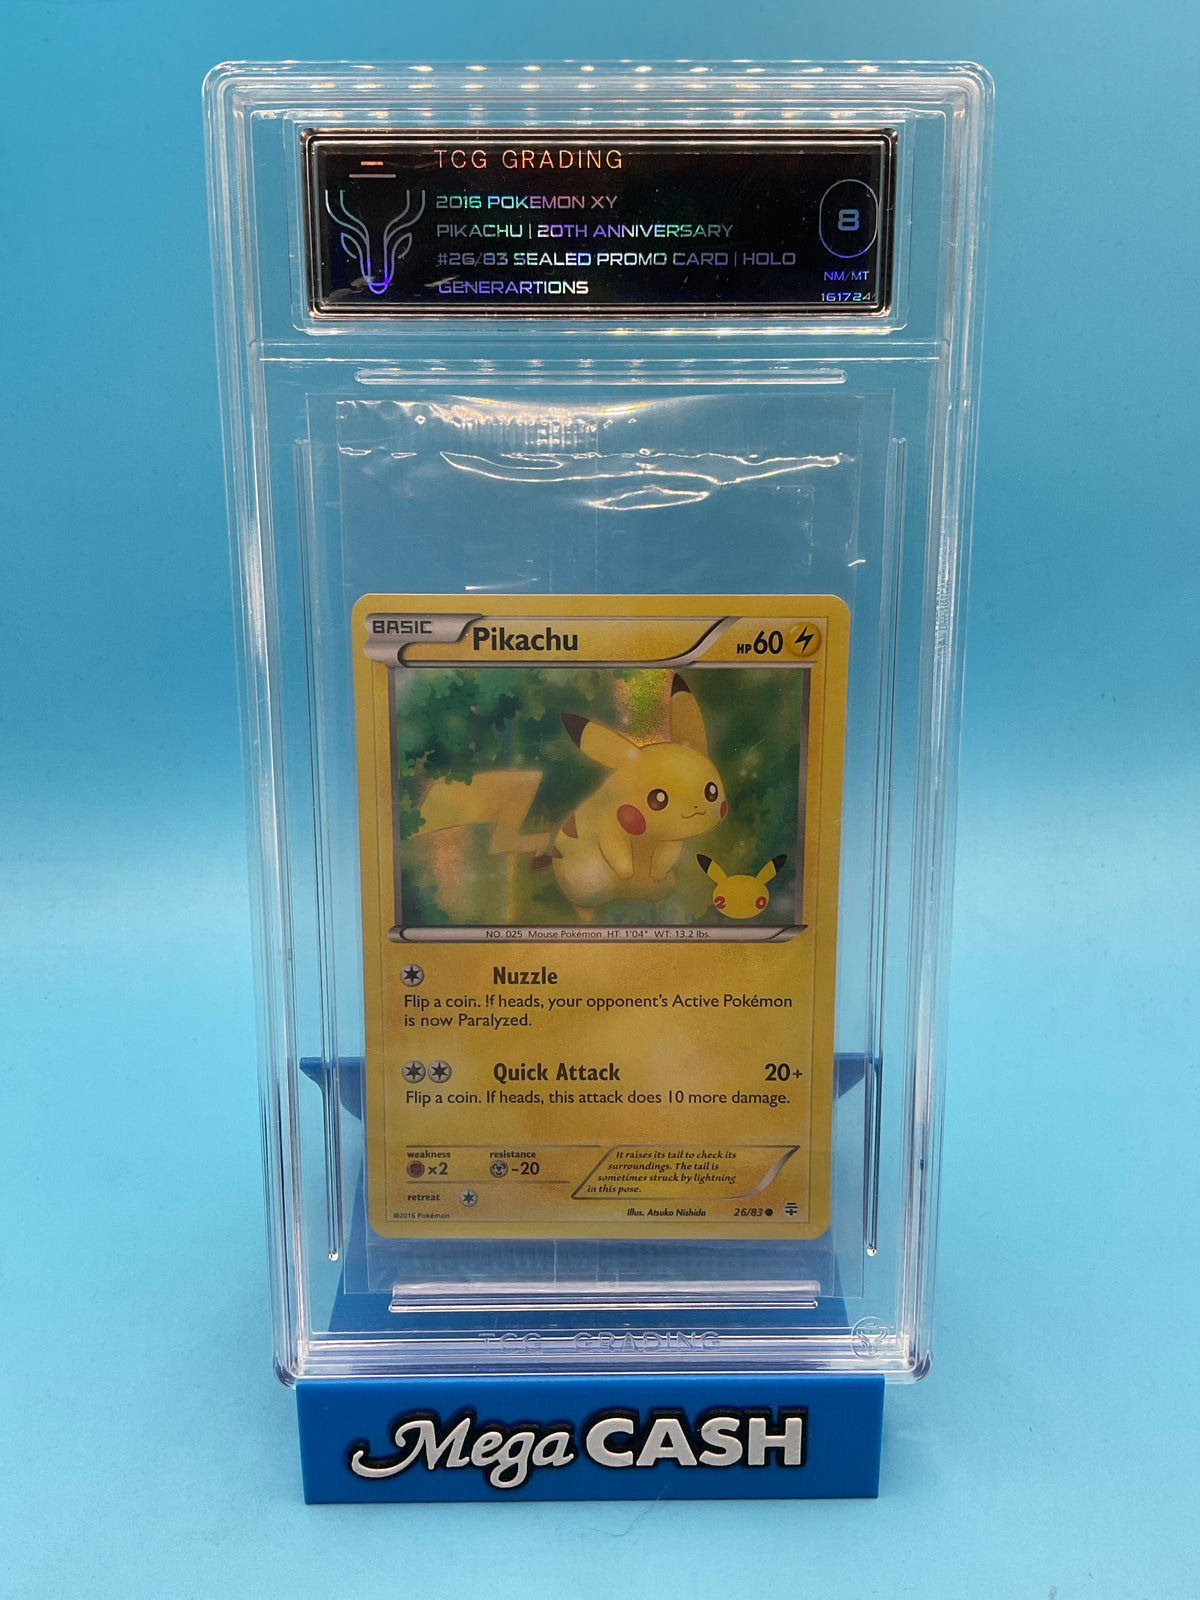 TCG GRADING
2016 POKEMON XY
PIKACHU | 20TH ANNIVERSARY
#26/83 SEALED PROMO CARD | HOLO
GENERARTIONS
8
NM/MT
161724
BASIC
Pikachu
HP60
20
NO. 025 Mouse Pokémon HT: 1'04" WT: 13.2 lbs.
Nuzzle
Flip a coin. If heads, your opponent's Active Pokémon
is now Paralyzed.
Quick Attack 20+
Flip a coin. If heads, this attack does 10 more damage.
weakness resistance
×2 -20
retreat
It raises its tail to check its
surroundings. The tail is
sometimes struck by lightning
in this pose.
©2016 Pokémon
Illus. Atsuko Nishida 26/83
TCG GRADING
Mega CASH